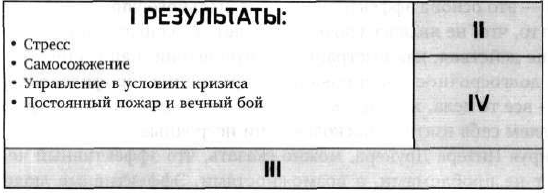 I РЕЗУЛЬТАТЫ:
• Стресс
• Самосожжение
• Управление в условиях кризиса
• Постоянный пожар и вечный бой
II
IV
III